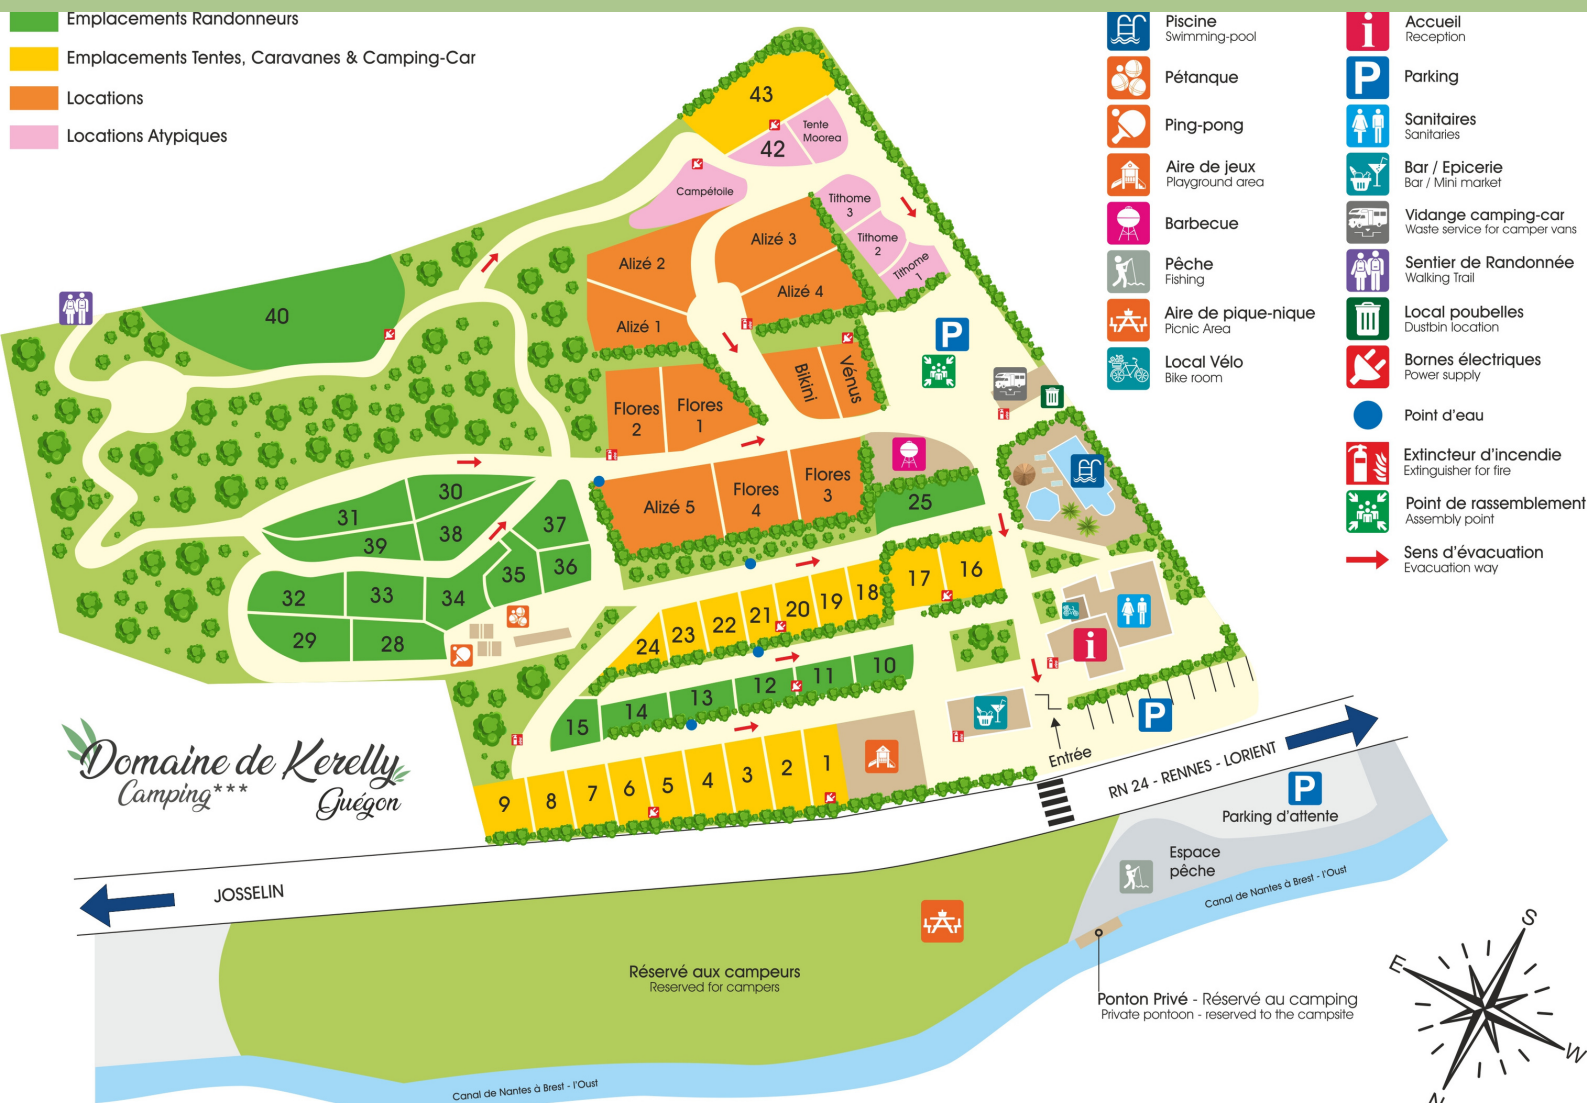 Emplacements Randonneurs
Emplacements Tentes, Caravanes & Camping-Car
Locations
Locations Atypiques
Piscine
Swimming-pool
Pétanque
Ping-pong
Aire de jeux
Playground area
Barbecue
Pêche
Fishing
Aire de pique-nique
Picnic Area
Local Vélo
Bike room
i
Accueil
Reception
P
Parking
Sanitaires
Sanitaries
Bar / Epicerie
Bar / Mini market
Vidange camping-car
Waste service for camper vans
Sentier de Randonnée
Walking Trail
Local poubelles
Dustbin location
Bornes électriques
Power supply
Point d'eau
Extincteur d'incendie
Extinguisher for fire
Point de rassemblement
Assembly point
Sens d'évacuation
Evacuation way
43
Tente
Moorea
42
Campétoile
Tithome
3
Tithome
2
Tithome
1
Alizé 3
Alizé 2
Alizé 4
Alizé 1
40
P
Bikini
Vénus
Flores
2
Flores
1
Flores
3
Flores
4
Alizé 5
25
30
31
38
39
37
36
35
34
33
32
29
28
16
17
18
19
20
21
22
23
24
10
11
12
13
14
15
i
P
Entrée
1
2
3
4
5
6
7
8
9
Domaine de Kerelly
Camping***
Guégon
RN 24 - RENNES - LORIENT
JOSSELIN
P
Parking d'attente
Espace
pêche
Canal de Nantes à Brest - l'Oust
Réservé aux campeurs
Reserved for campers
Ponton Privé - Réservé au camping
Private pontoon - reserved to the campsite
Canal de Nantes à Brest - l'Oust
S
E
W
N